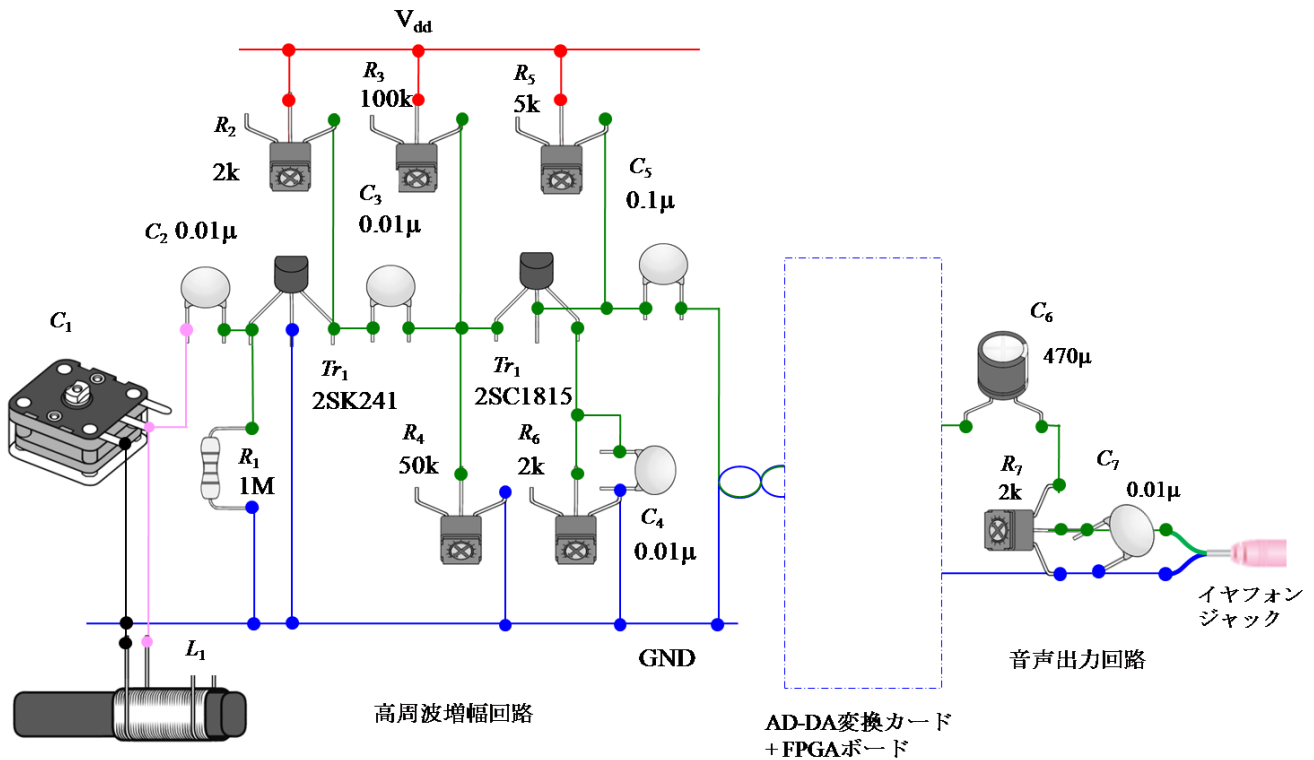 Vdd
R2
2k
R3
100k
R5
5k
C2 0.01μ
C3
0.01μ
C5
0.1μ
C1
Tr1
2SK241
Tr1
2SC1815
R1
1M
R4
50k
R6
2k
C4
0.01μ
C6
470μ
R7
2k
C7
0.01μ
L1
GND
イヤフォン
ジャック
高周波増幅回路
音声出力回路
AD-DA変換カード
+FPGAボード